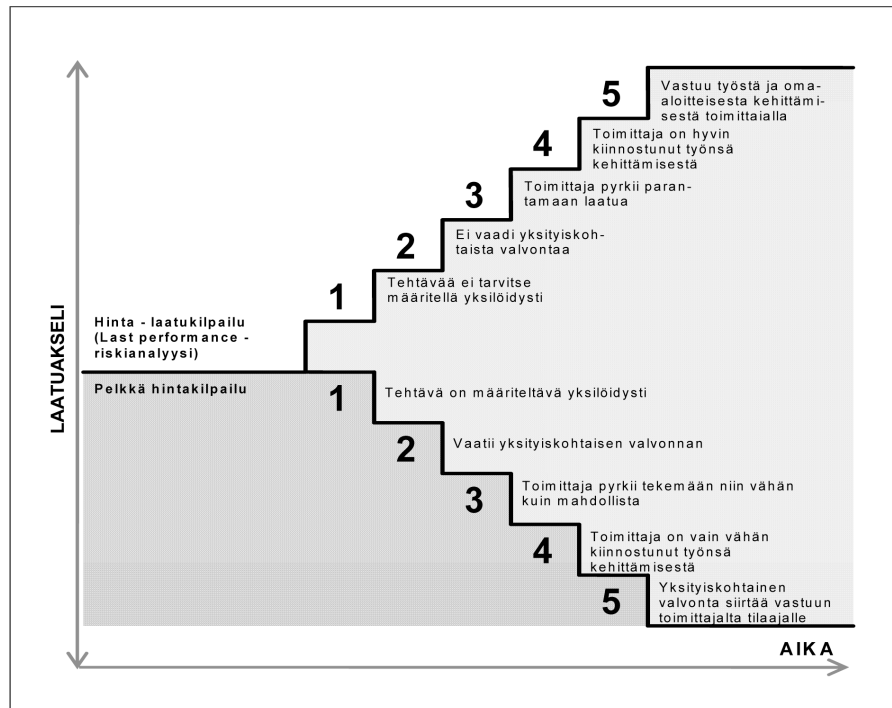 5
Vastuu työstä ja oma-
aloitteisesta kehittämi-
sestä toimittaialla
4
Toimittaja on hyvin
kiinnostunut työnsä
kehittämisestä
3
Toimittaja pyrkii paran-
tamaan laatua
2
Ei vaadi yksityiskoh-
taista valvontaa
1
Tehtävää ei tarvitse
määritellä yksilöidysti
LAATUAKSELI
Hinta - laatukilpailu
(Last performance -
riskianalyysi)
Pelkkä hintakilpailu
1
Tehtävä on määriteltävä yksilöidysti
2
Vaatii yksityiskohtaisen valvonnan
3
Toimittaja pyrkii tekemään niin vähän
kuin mahdollista
4
Toimittaja on vain vähän
kiinnostunut työnsä
kehittämisestä
5
Yksityiskohtainen
valvonta siirtää vastuun
toimittajalta tilaajalle
AIKA